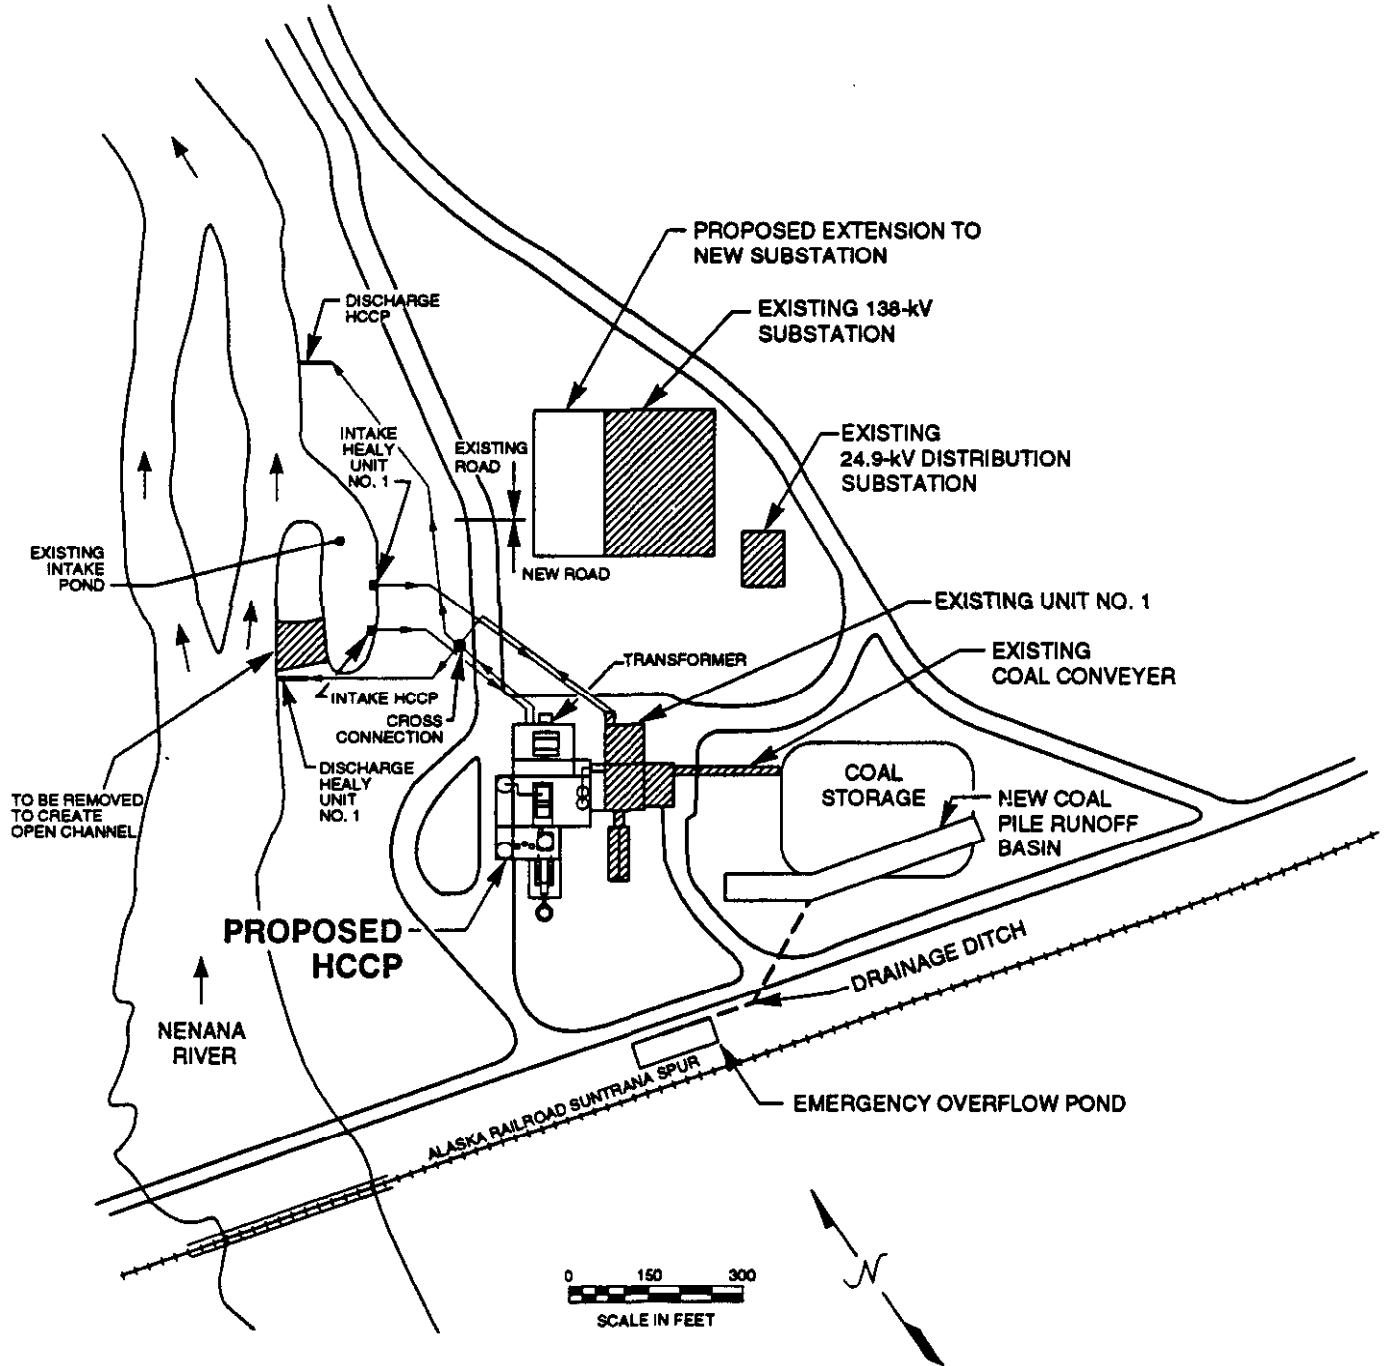 PROPOSED EXTENSION TO
NEW SUBSTATION
DISCHARGE
HCCP
EXISTING 138-kV
SUBSTATION
INTAKE
HEALY
UNIT
NO. 1
EXISTING
ROAD
EXISTING
24.9-kV DISTRIBUTION
SUBSTATION
EXISTING
INTAKE
POND
NEW ROAD
EXISTING UNIT NO. 1
TRANSFORMER
EXISTING
COAL CONVEYER
INTAKE HCCP
CROSS
CONNECTION
DISCHARGE
HEALY
UNIT
NO. 1
TO BE REMOVED
TO CREATE
OPEN CHANNEL
COAL
STORAGE
NEW COAL
PILE RUNOFF
BASIN
PROPOSED
HCCP
DRAINAGE DITCH
NENANA
RIVER
ALASKA RAILROAD SUNTRANA SPUR
EMERGENCY OVERFLOW POND
N
0 150 300
SCALE IN FEET